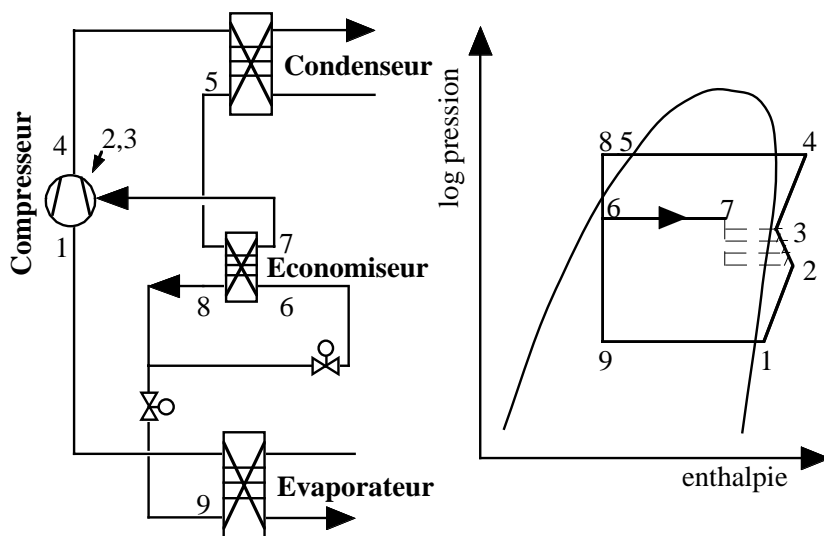 Condenseur
5
4
2,3
Compresseur
1
7
Economiseur
8
6
9
Evaporateur
log pression
8 5
4
6
7
3
2
9
1
enthalpie